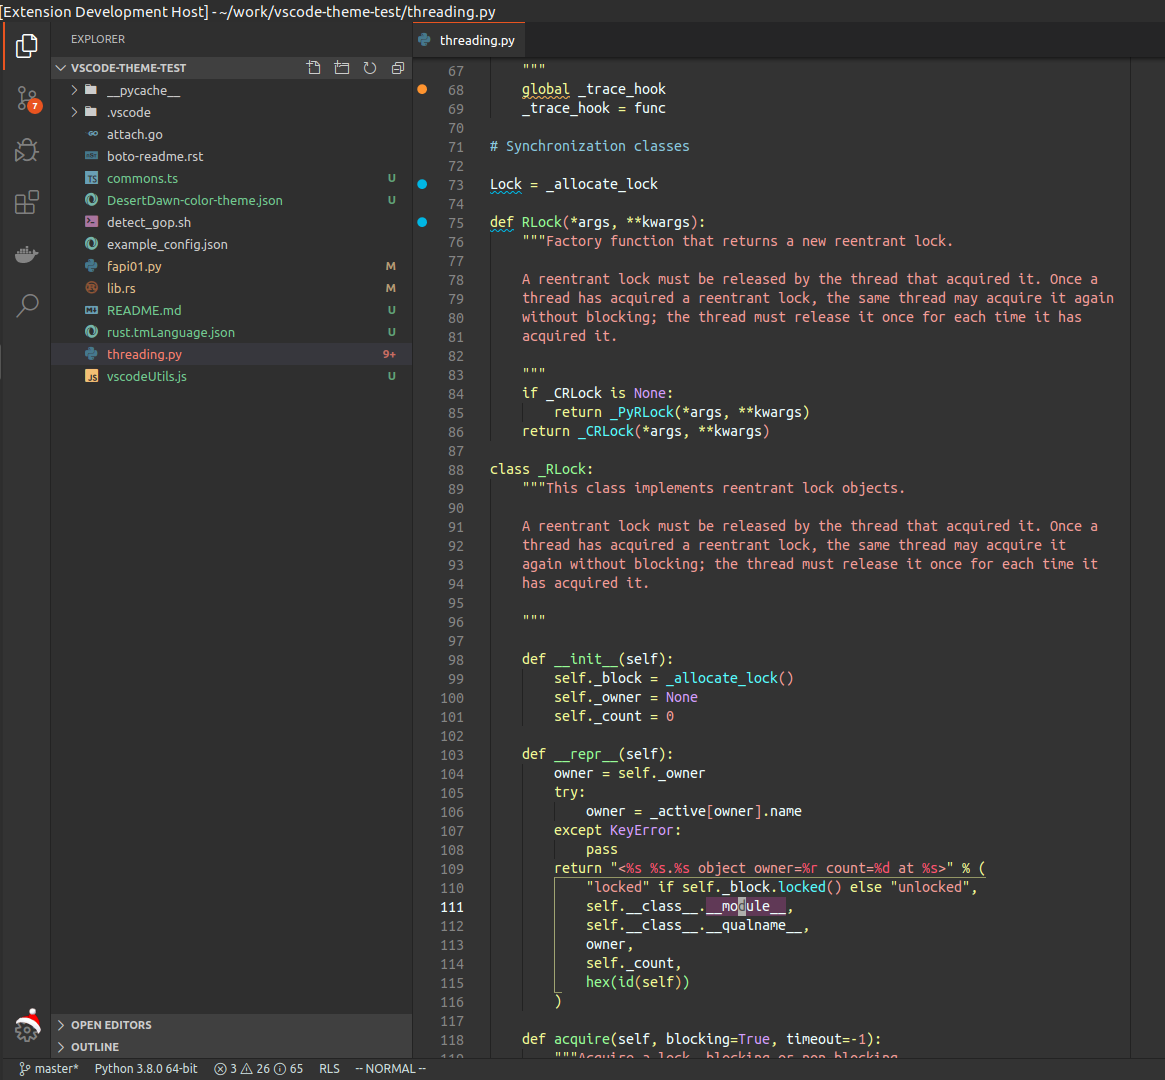 [Extension Development Host] - ~/work/vscode-theme-test/threading.py
EXPLORER
VSCODE-THEME-TEST
__pycache__
.vscode
attach.go
boto-readme.rst
commons.ts U
DesertDawn-color-theme.json U
detect_gop.sh
example_config.json
fapi01.py M
lib.rs M
README.md U
rust.tmLanguage.json U
threading.py 9+
vscodeUtils.js U
OPEN EDITORS
OUTLINE
7
threading.py
67 """
68 global _trace_hook
69 _trace_hook = func
70
71 # Synchronization classes
72
73 Lock = _allocate_lock
74
75 def RLock(*args, **kwargs):
76 """Factory function that returns a new reentrant lock.
77
78 A reentrant lock must be released by the thread that acquired it. Once a
79 thread has acquired a reentrant lock, the same thread may acquire it again
80 without blocking; the thread must release it once for each time it has
81 acquired it.
82
83 """
84 if _CRLock is None:
85 return _PyRLock(*args, **kwargs)
86 return _CRLock(*args, **kwargs)
87
88 class _RLock:
89 """This class implements reentrant lock objects.
90
91 A reentrant lock must be released by the thread that acquired it. Once a
92 thread has acquired a reentrant lock, the same thread may acquire it
93 again without blocking; the thread must release it once for each time it
94 has acquired it.
95
96 """
97
98 def __init__(self):
99 self._block = _allocate_lock()
100 self._owner = None
101 self._count = 0
102
103 def __repr__(self):
104 owner = self._owner
105 try:
106 owner = _active[owner].name
107 except KeyError:
108 pass
109 return "<%s %s.%s object owner=%r count=%d at %s>" % (
110 "locked" if self._block.locked() else "unlocked",
111 self.__class__.__module__,
112 self.__class__.__qualname__,
113 owner,
114 self._count,
115 hex(id(self))
116 )
117
118 def acquire(self, blocking=True, timeout=-1):
119 """Acquire a lock, blocking or non-blocking.
master* Python 3.8.0 64-bit 3 26 65 RLS -- NORMAL --